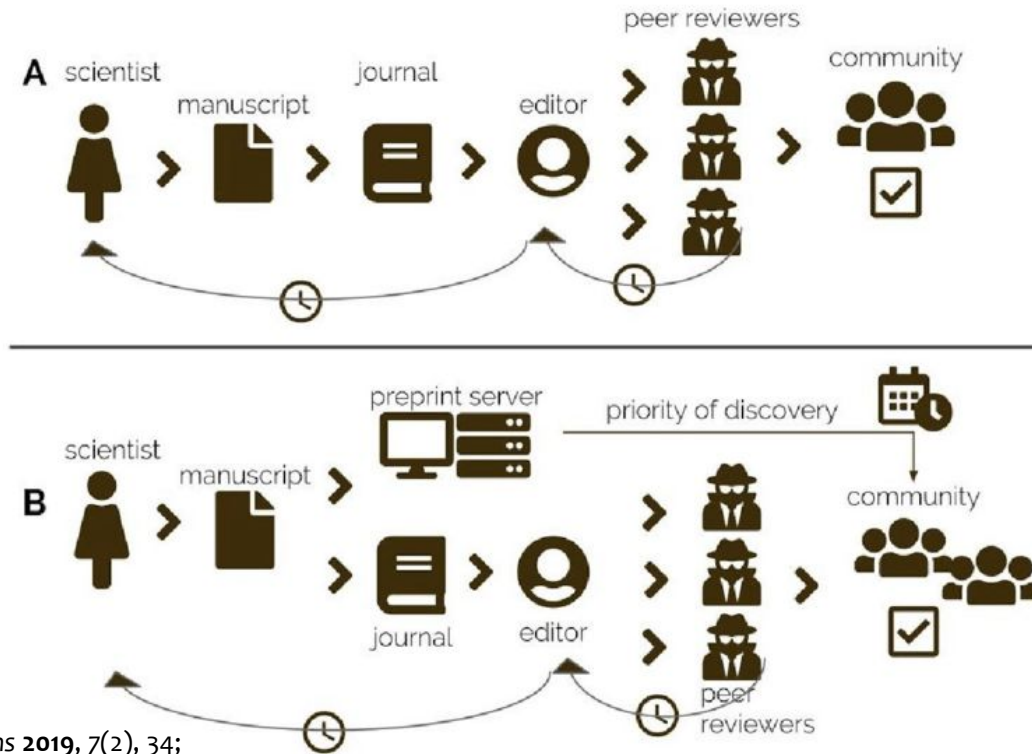 peer reviewers
A scientist
journal
community
manuscript
editor
preprint server
priority of discovery
scientist
manuscript
B
community
journal
editor
peer
reviewers
2019, 7(2), 34;